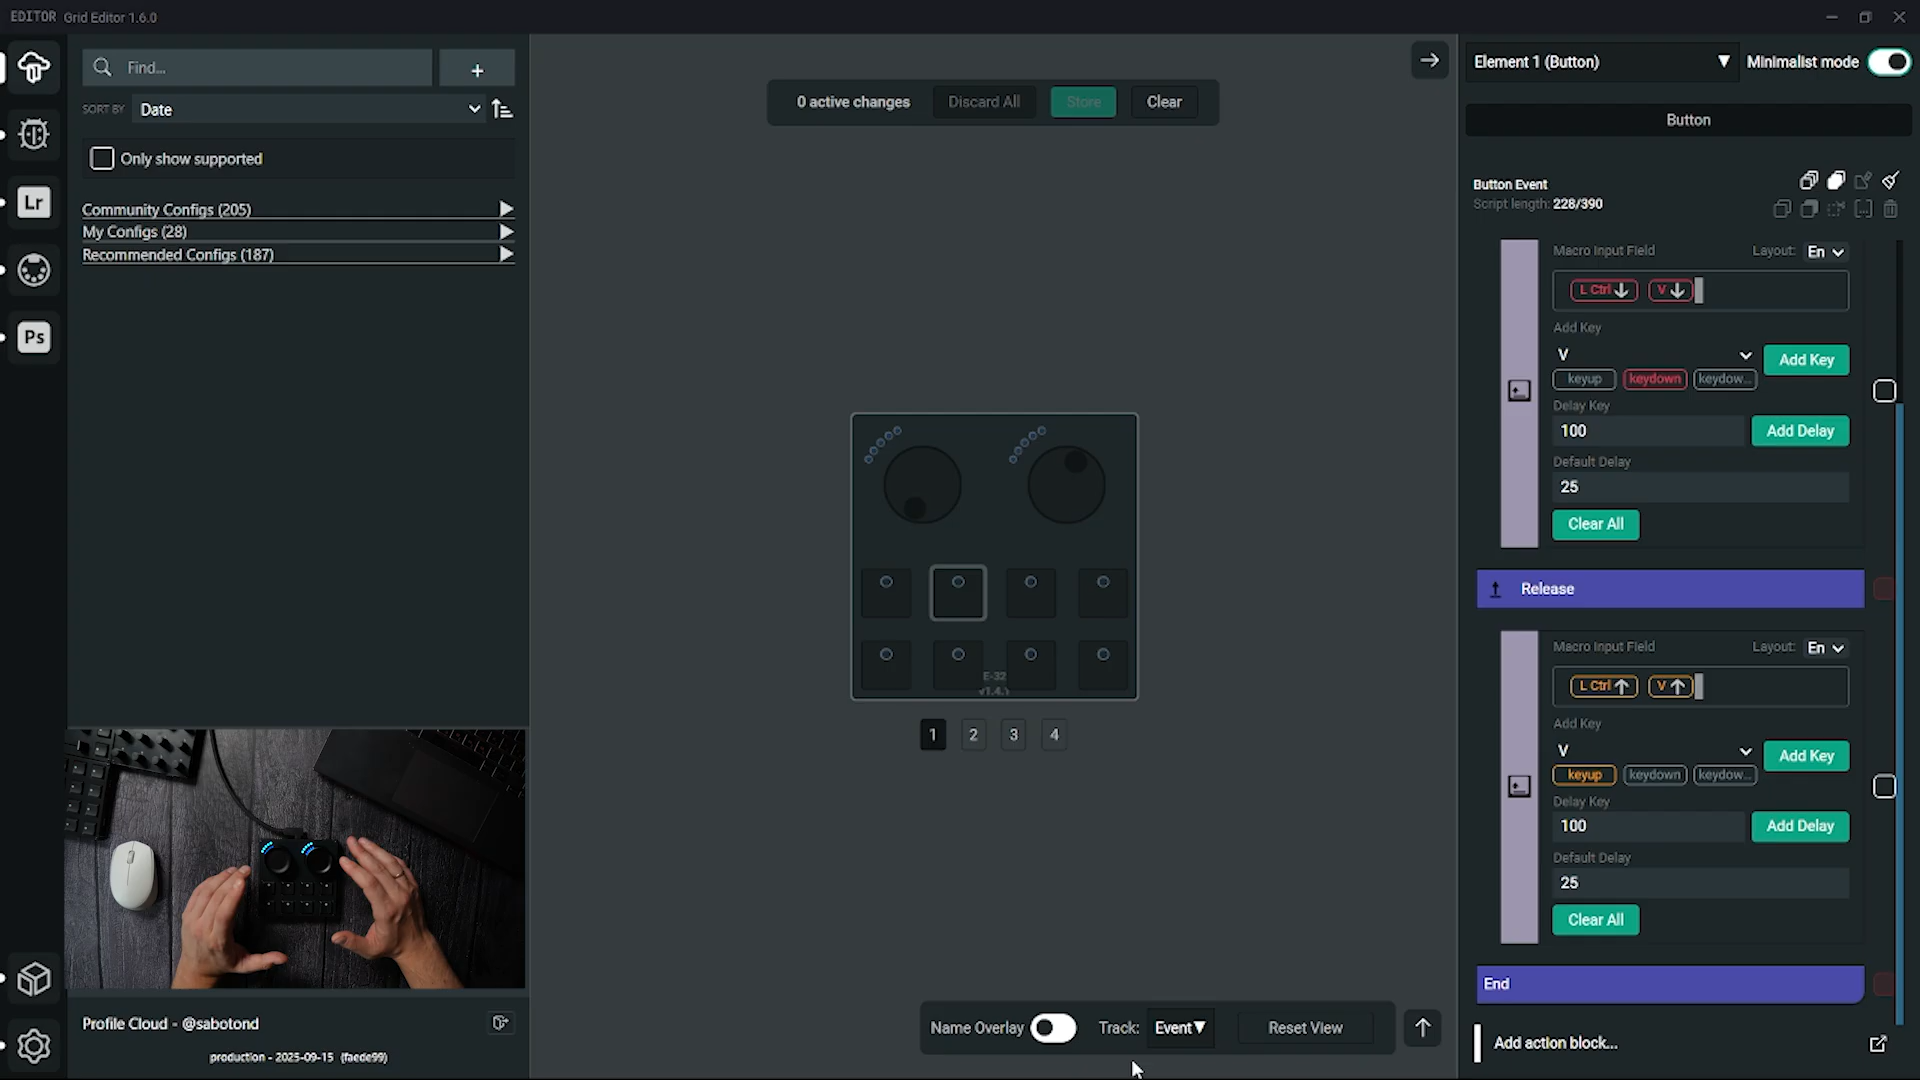 EDITOR Grid Editor 1.6.0
Find...
+
SORT BY Date
Only show supported
Community Configs (205)
My Configs (28)
Recommended Configs (187)
Lr
Ps
Profile Cloud - @sabotond
production - 2025-09-15 (faede99)
0 active changes Discard All Store Clear
E-32
v1.4.1
1 2 3 4
Name Overlay Track: Event Reset View
Element 1 (Button) Minimalist mode
Button
Button Event
Script length: 228/390
Macro Input Field Layout: En
L Ctrl V
Add Key
V Add Key
keyup keydown keydow...
Delay Key
100 Add Delay
Default Delay
25
Clear All
Release
Macro Input Field Layout: En
L Ctrl V
Add Key
V Add Key
keyup keydown keydow...
Delay Key
100 Add Delay
Default Delay
25
Clear All
End
Add action block...